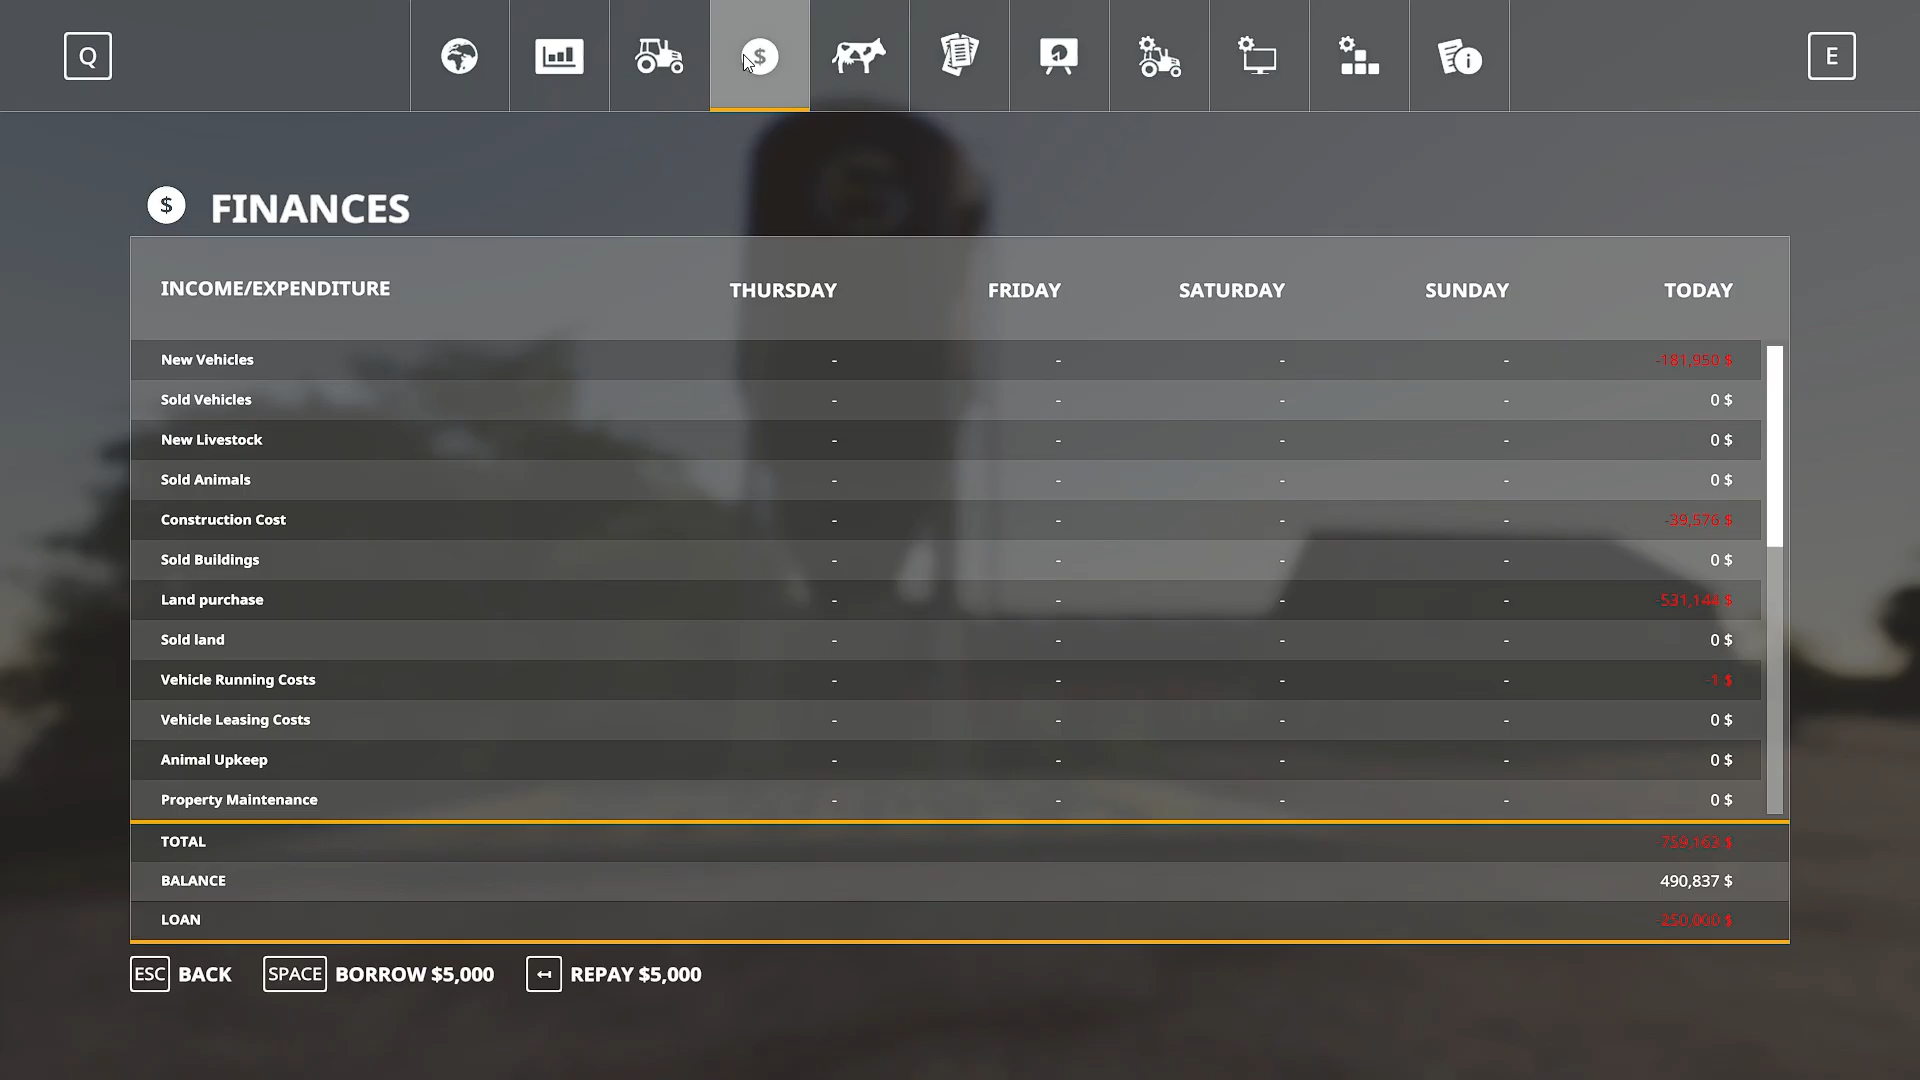 Q
E
$ FINANCES
INCOME/EXPENDITURE THURSDAY FRIDAY SATURDAY SUNDAY TODAY
New Vehicles - - - - -181,950 $
Sold Vehicles - - - - 0 $
New Livestock - - - - 0 $
Sold Animals - - - - 0 $
Construction Cost - - - - -39,576 $
Sold Buildings - - - - 0 $
Land purchase - - - - -531,144 $
Sold land - - - - 0 $
Vehicle Running Costs - - - - -1 $
Vehicle Leasing Costs - - - - 0 $
Animal Upkeep - - - - 0 $
Property Maintenance - - - - 0 $
TOTAL -759,163 $
BALANCE 490,837 $
LOAN -250,000 $
ESC BACK SPACE BORROW $5,000 ↔ REPAY $5,000